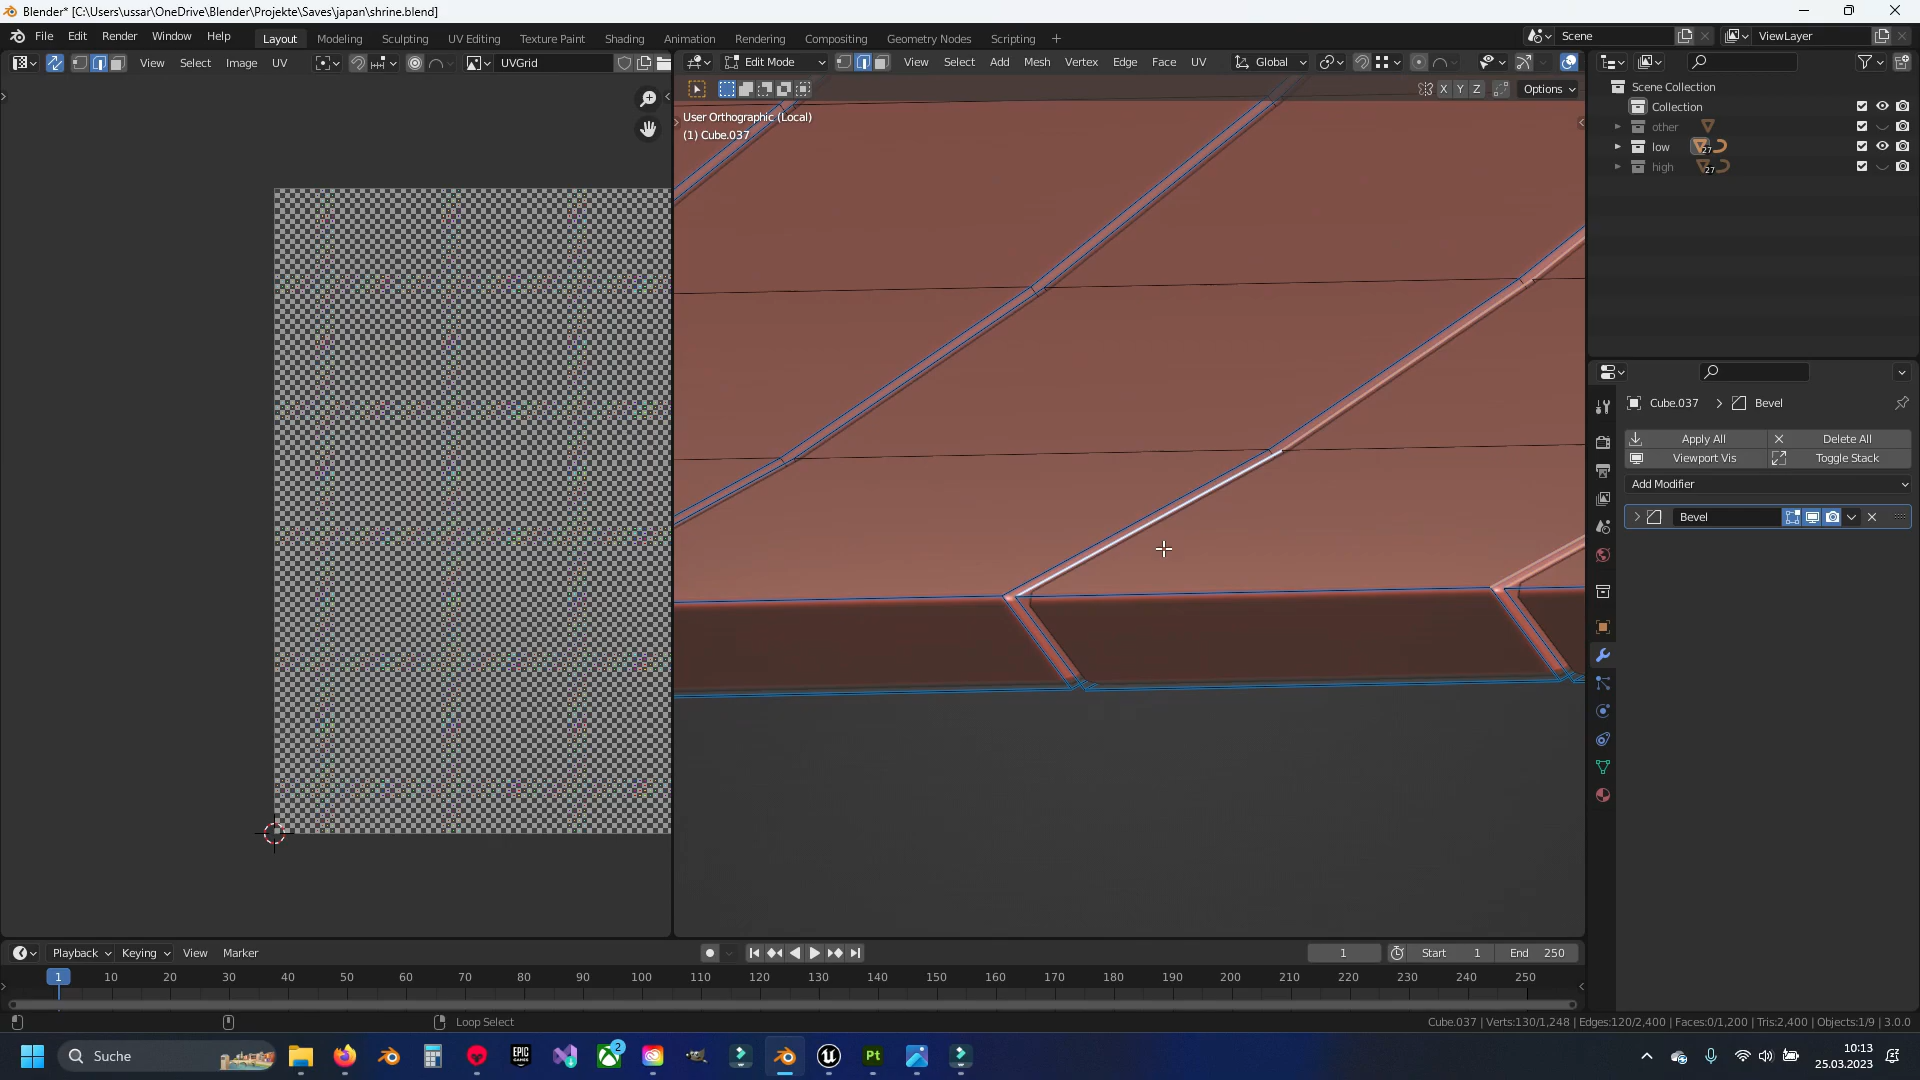 Blender* [C:\Users\ussar\OneDrive\Blender\Projekte\Saves\japan\shrine.blend]
File Edit Render Window Help Layout Modeling Sculpting UV Editing Texture Paint Shading Animation Rendering Compositing Geometry Nodes Scripting + Scene ViewLayer
View Select Image UV UVGrid Edit Mode View Select Add Mesh Vertex Edge Face UV Global
X Y Z Options
User Orthographic (Local)
(1) Cube.037
Scene Collection
Collection
other
low 27
high 27
Cube.037 > Bevel
Apply All Delete All
Viewport Vis Toggle Stack
Add Modifier
Bevel
Playback Keying View Marker 1 Start 1 End 250
1 10 20 30 40 50 60 70 80 90 100 110 120 130 140 150 160 170 180 190 200 210 220 230 240 250
Loop Select Cube.037 | Verts:130/1,248 | Edges:120/2,400 | Faces:0/1,200 | Tris:2,400 | Objects:1/9 | 3.0.0
Suche EPIC GAMES 2 Pt 10:13
25.03.2023